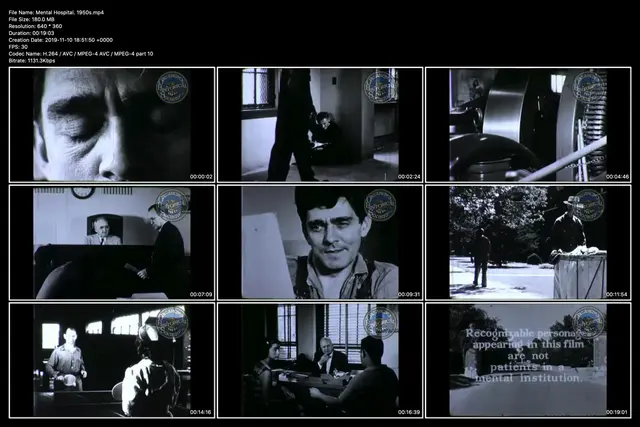 File Name: Mental Hospital, 1950s.mp4
File Size: 180.0 MB
Resolution: 640 * 360
Duration: 00:19:03
Creation Date: 2019-11-10 18:51:50 +0000
FPS: 30
Codec Name: H.264 / AVC / MPEG-4 AVC / MPEG-4 part 10
Bitrate: 1131.3Kbps
00:00:02
00:02:24
00:04:46
00:07:09
00:09:31
00:11:54
00:14:16
00:16:39
Recognizable persons
appearing in this film
are not
patients in a
mental institution.
00:19:01